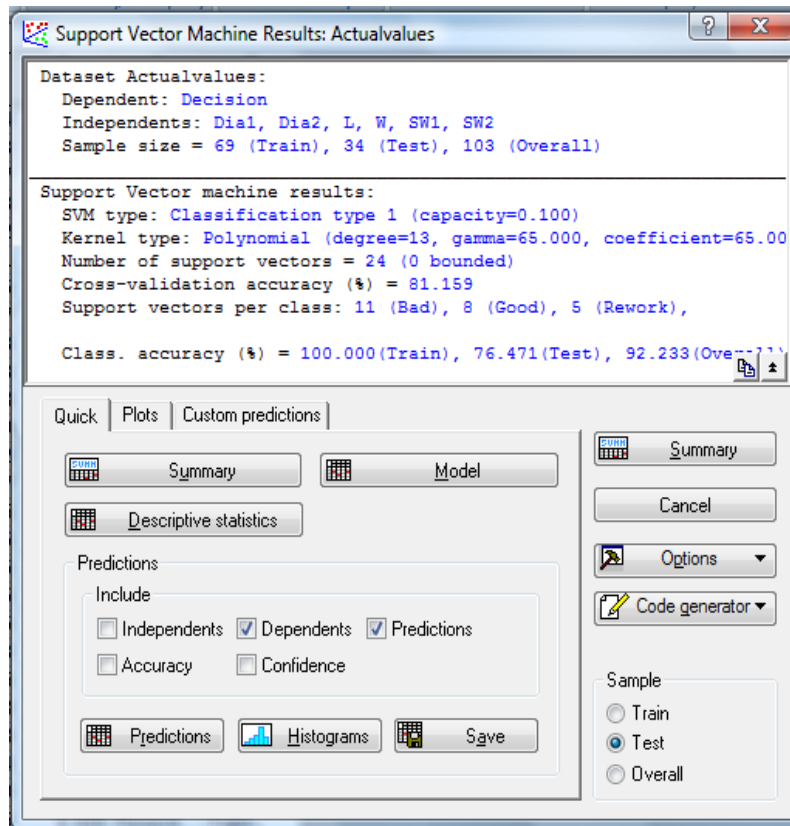 Support Vector Machine Results: Actualvalues
? X
Dataset Actualvalues:
Dependent: Decision
Independents: Dia1, Dia2, L, W, SW1, SW2
Sample size = 69 (Train), 34 (Test), 103 (Overall)
Support Vector machine results:
SVM type: Classification type 1 (capacity=0.100)
Kernel type: Polynomial (degree=13, gamma=65.000, coefficient=65.00
Number of support vectors = 24 (0 bounded)
Cross-validation accuracy (%) = 81.159
Support vectors per class: 11 (Bad), 8 (Good), 5 (Rework),
Class. accuracy (%) = 100.000(Train), 76.471(Test), 92.233(Overall)
Quick Plots Custom predictions
Summary Model
Descriptive statistics
Predictions
Include
Independents Dependents Predictions
Accuracy Confidence
Predictions Histograms Save
Summary
Cancel
Options
Code generator
Sample
Train
Test
Overall